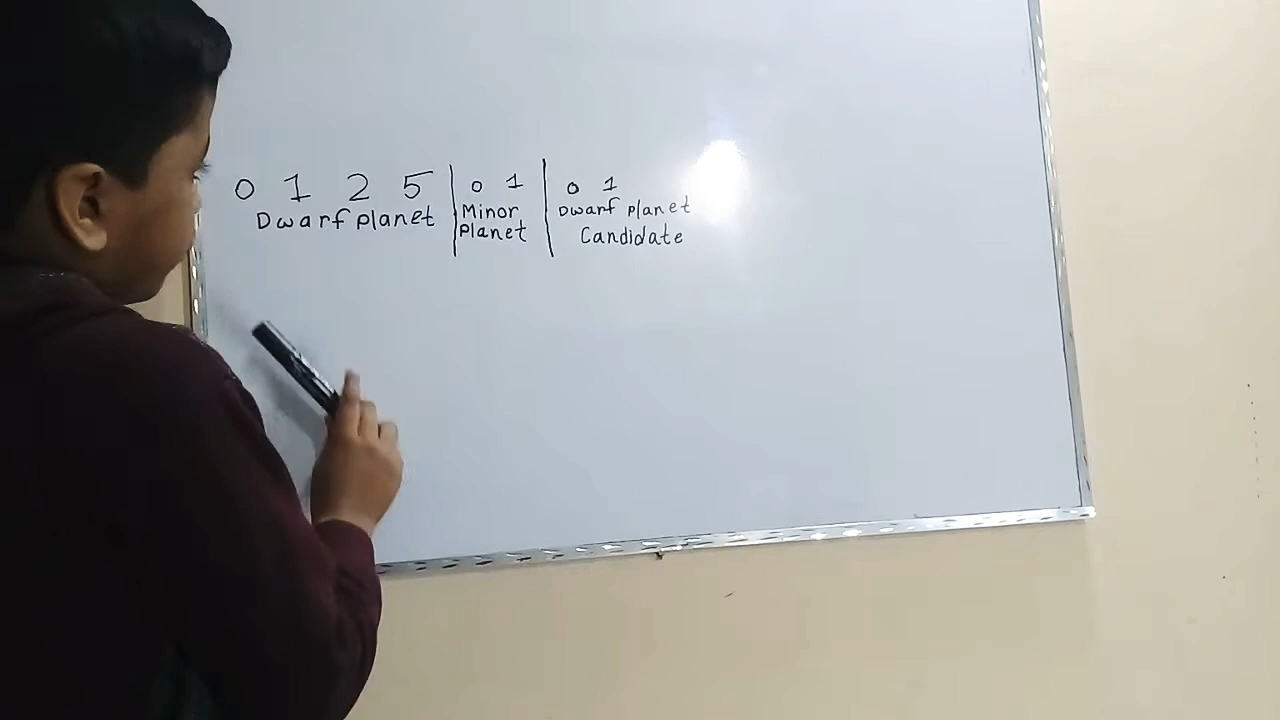 0 1 2 5 | 0 1 | 0 1
Dwarf planet | Minor planet | Dwarf planet Candidate